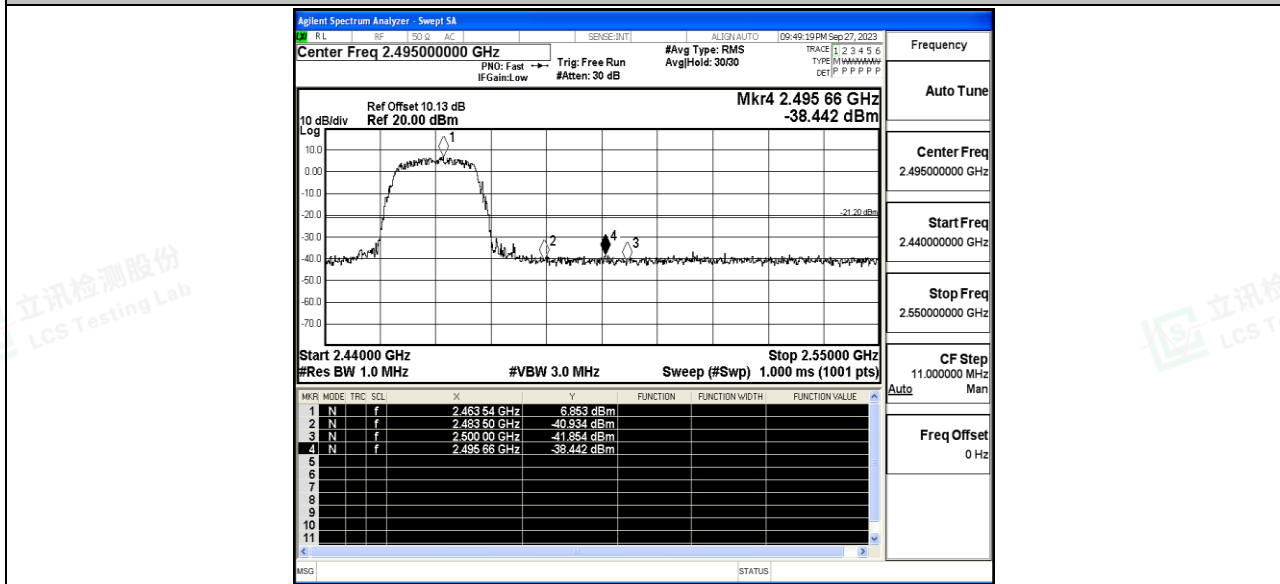 Agilent Spectrum Analyzer - Swept SA
RL RF 50 Ω AC SENSE:INT ALIGN AUTO 09:49:19 PM Sep 27, 2023
Center Freq 2.495000000 GHz #Avg Type: RMS TRACE 1 2 3 4 5 6
PNO: Fast Trig: Free Run Avg|Hold: 30/30 TYPE M W W W W W
IFGain:Low #Atten: 30 dB DET P P P P P P
Mkr4 2.495 66 GHz
Ref Offset 10.13 dB
10 dB/div Ref 20.00 dBm -38.442 dBm
Log
10.0
0.00
-10.0
-20.0
-30.0
-40.0
-50.0
-60.0
-70.0
1
2
4
3
-21.20 dBm
Start 2.44000 GHz Stop 2.55000 GHz
#Res BW 1.0 MHz #VBW 3.0 MHz Sweep (#Swp) 1.000 ms (1001 pts)
MKR MODE TRC SCL X Y FUNCTION FUNCTION WIDTH FUNCTION VALUE
1 N f 2.463 54 GHz 6.853 dBm
2 N f 2.483 50 GHz -40.934 dBm
3 N f 2.500 00 GHz -41.854 dBm
4 N f 2.495 66 GHz -38.442 dBm
5
6
7
8
9
10
11
MSG STATUS
Frequency
Auto Tune
Center Freq
2.495000000 GHz
Start Freq
2.440000000 GHz
Stop Freq
2.550000000 GHz
CF Step
11.000000 MHz
Auto Man
Freq Offset
0 Hz
立讯检测股份
LCS Testing Lab
立讯检
LCS T